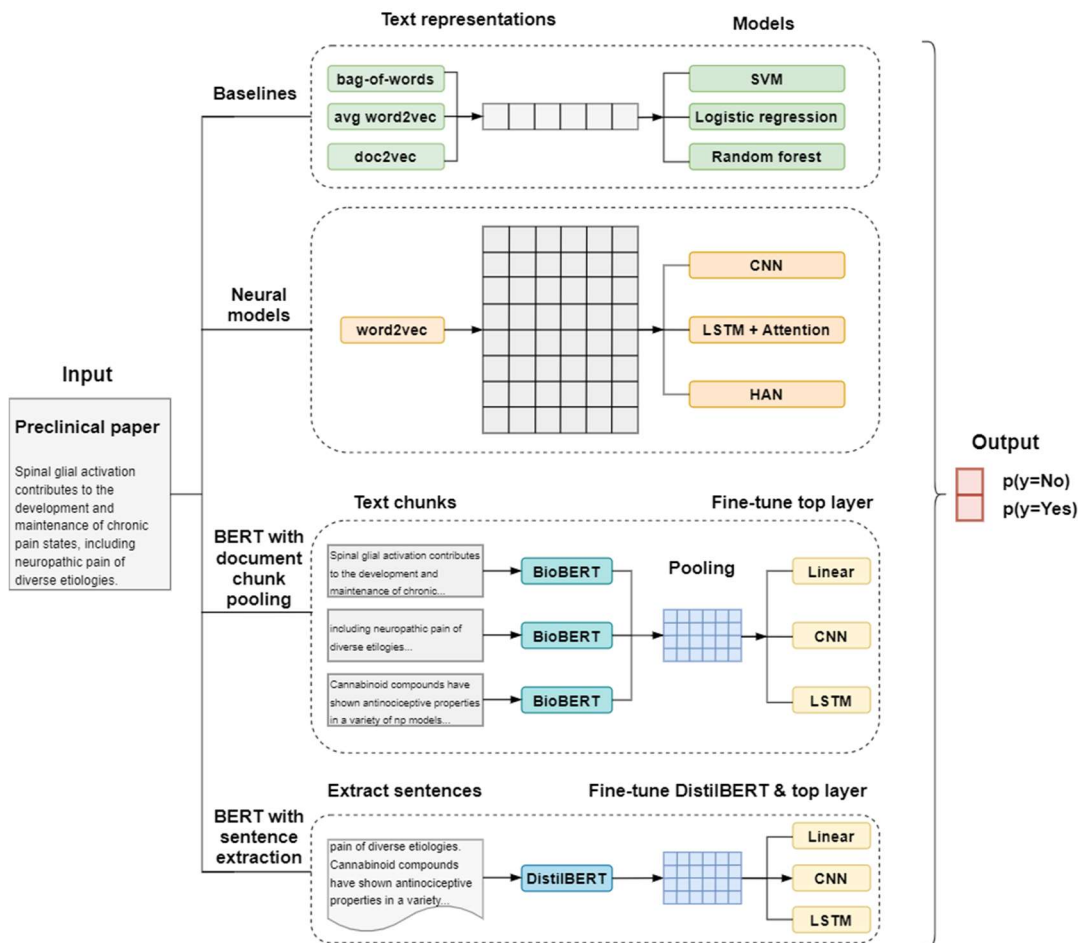 Text representations
Models
Baselines
bag-of-words
avg word2vec
doc2vec
SVM
Logistic regression
Random forest
Neural
models
word2vec
CNN
LSTM + Attention
HAN
Input
Preclinical paper
Spinal glial activation
contributes to the
development and
maintenance of chronic
pain states, including
neuropathic pain of
diverse etiologies.
Output
p(y=No)
p(y=Yes)
BERT with
document
chunk
pooling
Text chunks
Fine-tune top layer
Spinal glial activation contributes
to the development and
maintenance of chronic...
including neuropathic pain of
diverse etilogies...
Cannabinoid compounds have
shown antinociceptive properties
in a variety of np models...
BioBERT
BioBERT
BioBERT
Pooling
Linear
CNN
LSTM
BERT with
sentence
extraction
Extract sentences
Fine-tune DistilBERT & top layer
pain of diverse etiologies.
Cannabinoid compounds
have shown antinociceptive
properties in a variety...
DistilBERT
Linear
CNN
LSTM